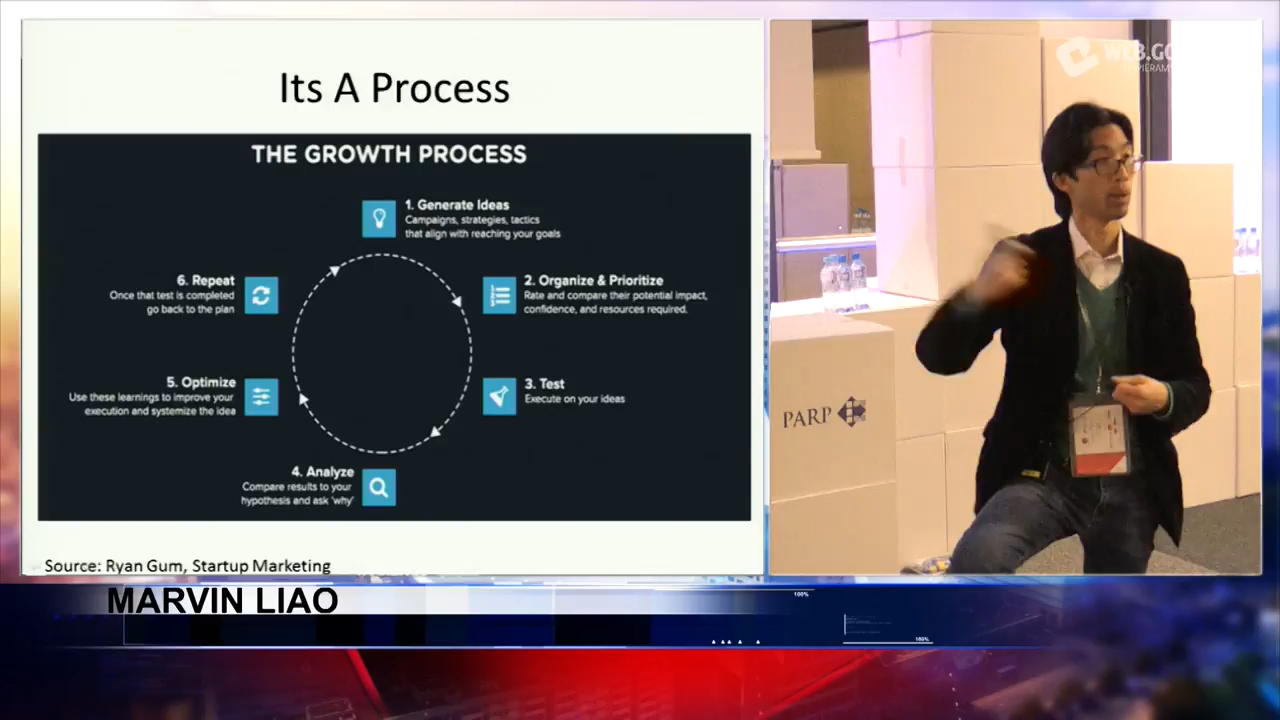 Its A Process
THE GROWTH PROCESS
1. Generate Ideas
Campaigns, strategies, tactics
that align with reaching your goals
2. Organize & Prioritize
Rate and compare their potential impact,
confidence, and resources required.
3. Test
Execute on your ideas
4. Analyze
Compare results to your
hypothesis and ask 'why'
5. Optimize
Use these learnings to improve your
execution and systemize the idea
6. Repeat
Once that test is completed
go back to the plan
Source: Ryan Gum, Startup Marketing
WEB.GO
PARP
MARVIN LIAO
100%
100%